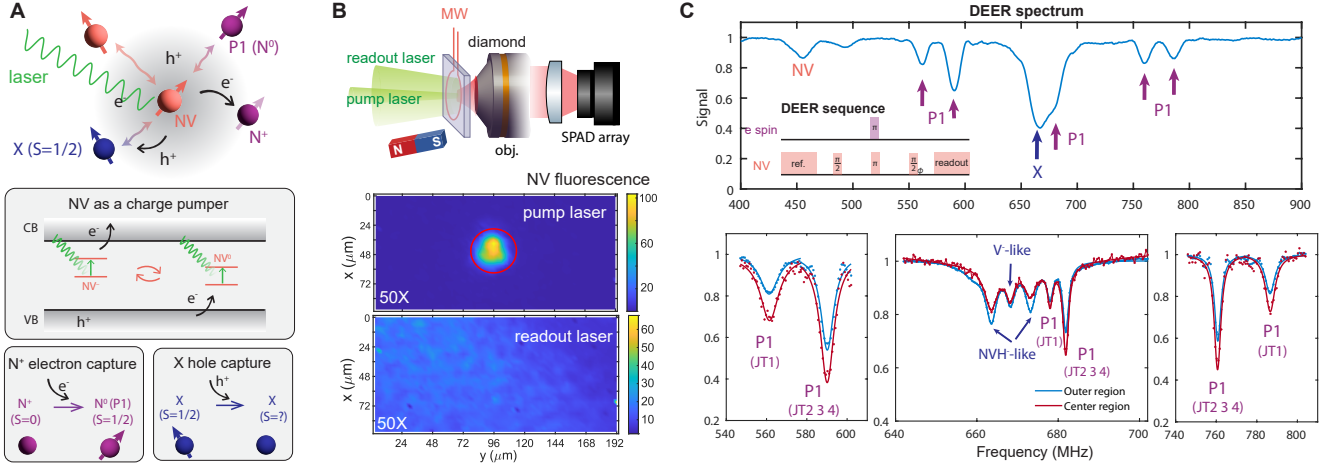 A
laser
h⁺
P1 (N⁰)
e⁻
e⁻
NV
N⁺
X (S=1/2)
h⁺
NV as a charge pumper
CB
e⁻
NV⁻
NV⁰
e⁻
VB
h⁺
N⁺ electron capture
e⁻
N⁺
(S=0)
N⁰ (P1)
(S=1/2)
X hole capture
h⁺
X
(S=1/2)
X
(S=?)
B
MW
diamond
readout laser
pump laser
N S
obj.
SPAD array
NV fluorescence
pump laser
50X
x (μm)
0
24
48
72
100
80
60
40
20
0
readout laser
50X
x (μm)
0
24
48
72
60
50
40
30
20
10
24 48 72 96 120 144 168 192
y (μm)
C
DEER spectrum
Signal
1
0.8
0.6
0.4
0.2
0
NV
P1
X
P1
P1
DEER sequence
e spin
π
NV
ref.
π/2
π
π/2 Φ
readout
400 450 500 550 600 650 700 750 800 850 900
1
0.8
0.6
0.4
0.2
P1
(JT1)
P1
(JT2 3 4)
540 560 580 600
1
0.8
0.6
0.4
0.2
V⁻-like
NVH⁻-like
P1
(JT1)
P1
(JT2 3 4)
Outer region
Center region
640 660 680 700
Frequency (MHz)
1
0.8
0.6
0.4
0.2
P1
(JT1)
P1
(JT2 3 4)
740 760 780 800